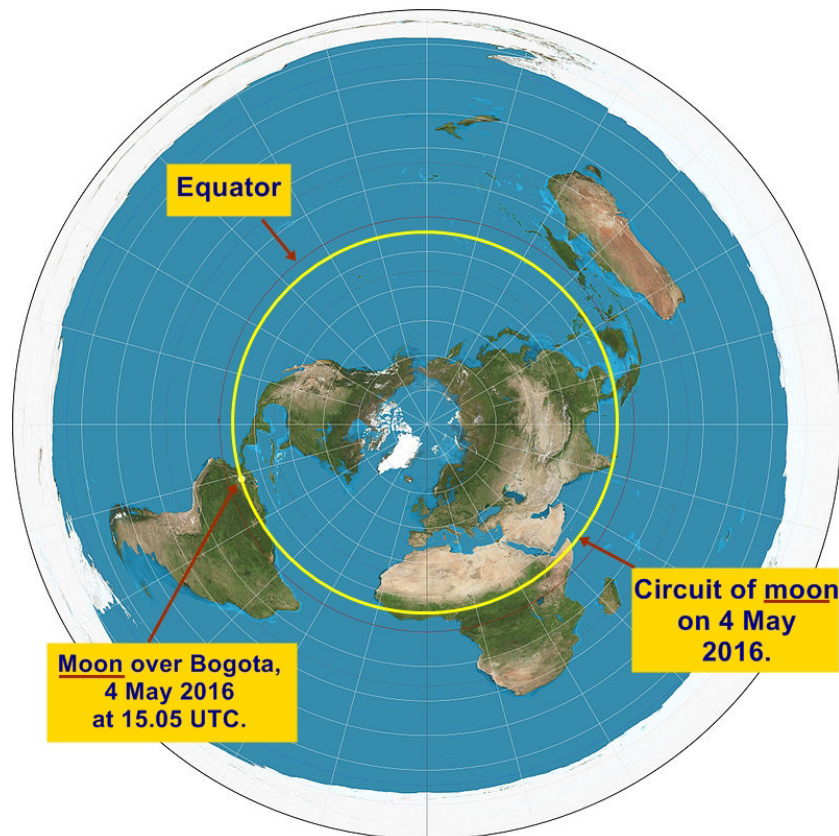 Equator
Circuit of moon
on 4 May
2016.
Moon over Bogota,
4 May 2016
at 15.05 UTC.